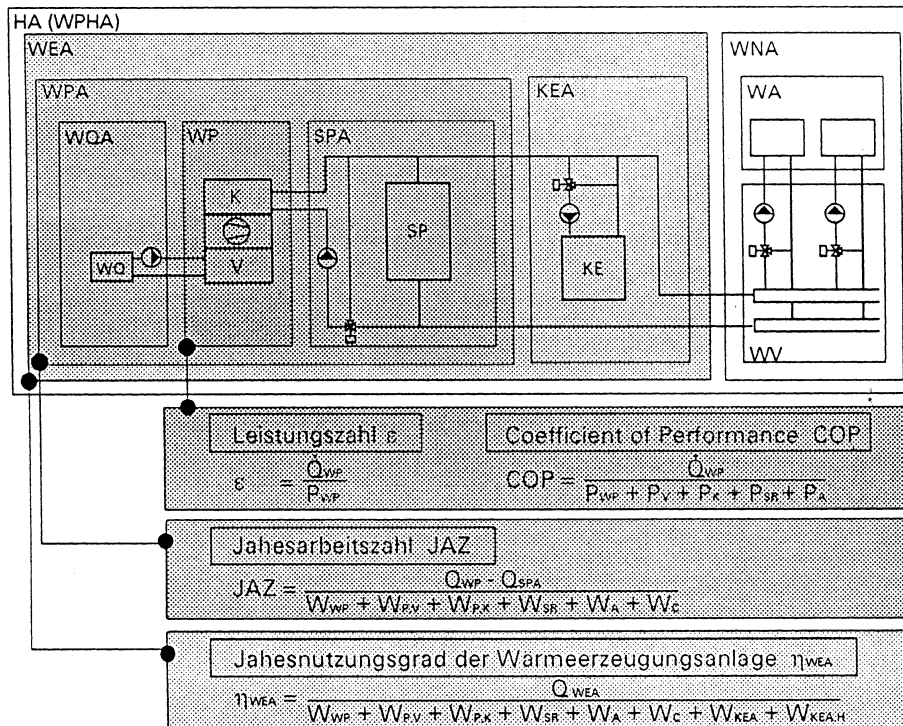 HA (WPHA)
WEA
WNA
WPA
KEA
WA
WQA
WP
SPA
K
SP
WQ
V
KE
WV
Leistungszahl ε
Coefficient of Performance COP
ε = Q̇WP / PWP
COP = Q̇WP / PWP + PV + PK + PSR + PA
Jahesarbeitszahl JAZ
JAZ = QWP - QSPA / WWP + WP.V + WP.K + WSR + WA + WC
Jahesnutzungsgrad der Wärmeerzeugungsanlage ηWEA
ηWEA = QWEA / WWP + WP.V + WP.K + WSR + WA + WC + WKEA + WKEA.H